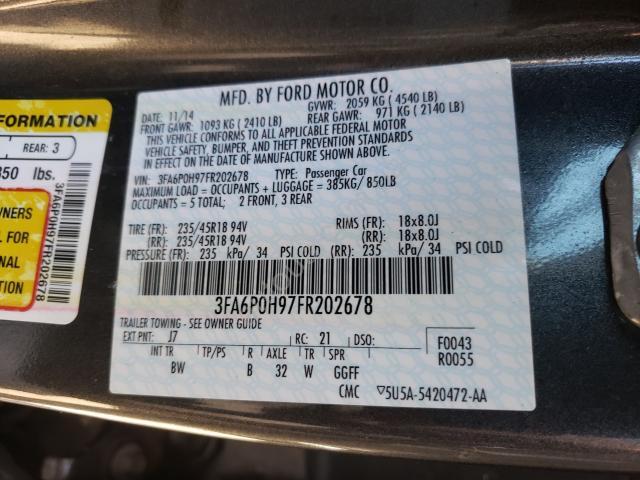 FORMATION
REAR: 3
850 lbs.
WNERS
L FOR
ONAL
TION
3FA6P0H97FR202678
MFD. BY FORD MOTOR CO.
DATE: 11/14 GVWR: 2059 KG ( 4540 LB)
FRONT GAWR: 1093 KG ( 2410 LB) REAR GAWR: 971 KG ( 2140 LB)
THIS VEHICLE CONFORMS TO ALL APPLICABLE FEDERAL MOTOR
VEHICLE SAFETY, BUMPER, AND THEFT PREVENTION STANDARDS
IN EFFECT ON THE DATE OF MANUFACTURE SHOWN ABOVE.
VIN: 3FA6P0H97FR202678 TYPE: Passenger Car
MAXIMUM LOAD = OCCUPANTS + LUGGAGE = 385KG/ 850LB
OCCUPANTS = 5 TOTAL; 2 FRONT, 3 REAR
TIRE (FR): 235/45R18 94V RIMS (FR): 18x8.0J
(RR): 235/45R18 94V (RR): 18x8.0J
PRESSURE (FR): 235 kPa/ 34 PSI COLD (RR): 235 kPa/ 34 PSI COLD
3FA6P0H97FR202678
TRAILER TOWING - SEE OWNER GUIDE
EXT PNT: J7 RC: 21 DSO: F0043
INT TR TP/PS R AXLE TR SPR R0055
BW B 32 W GGFF
CMC ▽5U5A-5420472-AA